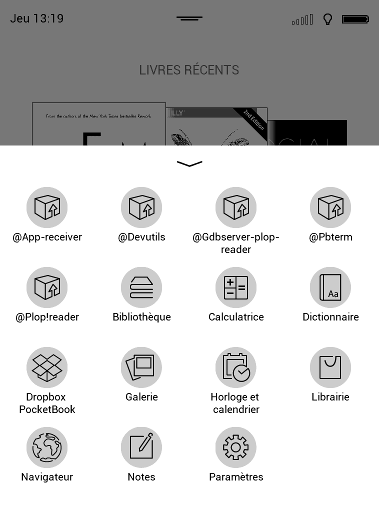 Jeu 13:19
LIVRES RÉCENTS
From the authors of the New York Times bestseller Rework
2nd Edition
@App-receiver
@Devutils
@Gdbserver-plop-
reader
@Pbterm
@Plop!reader
Bibliothèque
Calculatrice
Dictionnaire
Aa
Dropbox
PocketBook
Galerie
Horloge et
calendrier
Librairie
Navigateur
Notes
Paramètres